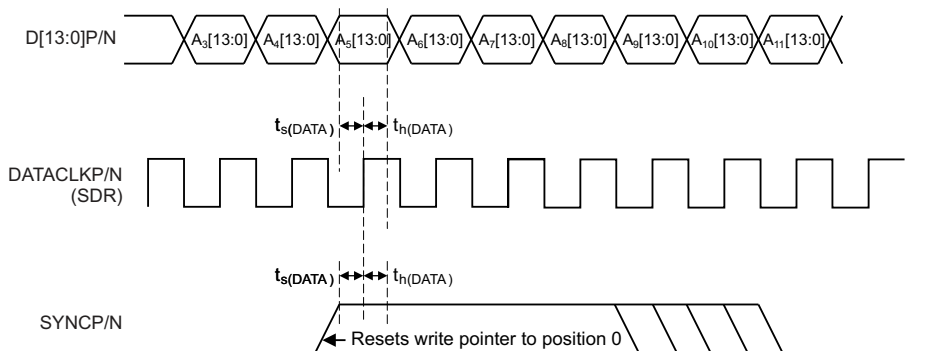 D[13:0]P/N
A₃[13:0] A₄[13:0] A₅[13:0] A₆[13:0] A₇[13:0] A₈[13:0] A₉[13:0] A₁₀[13:0] A₁₁[13:0]
ts(DATA) th(DATA)
DATACLKP/N
(SDR)
ts(DATA) th(DATA)
SYNCP/N
Resets write pointer to position 0